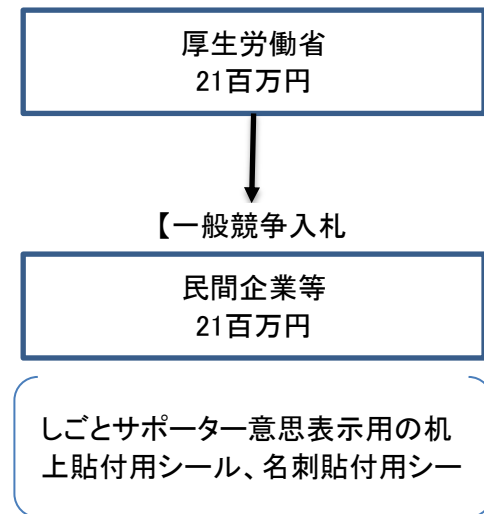 厚生労働省
21百万円
【一般競争入札
民間企業等
21百万円
しごとサポーター意思表示用の机
上貼付用シール、名刺貼付用シー